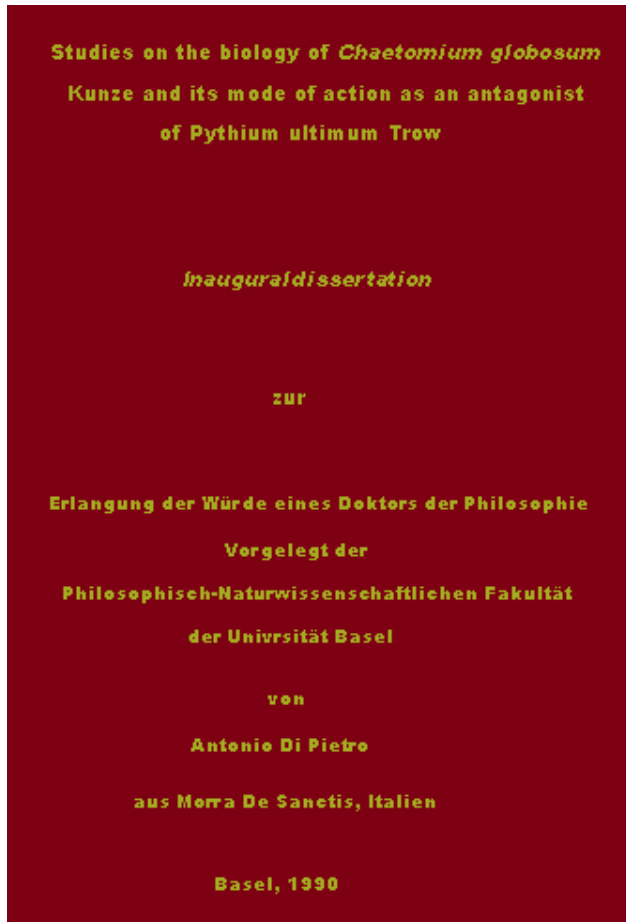 Studies on the biology of Chaetomium globosum
Kunze and its mode of action as an antagonist
of Pythium ultimum Trow
Inauguraldissertation
zur
Erlangung der Würde eines Doktors der Philosophie
Vorgelegt der
Philosophisch-Naturwissenschaftlichen Fakultät
der Univrsität Basel
von
Antonio Di Pietro
aus Morra De Sanctis, Italien
Basel, 1990